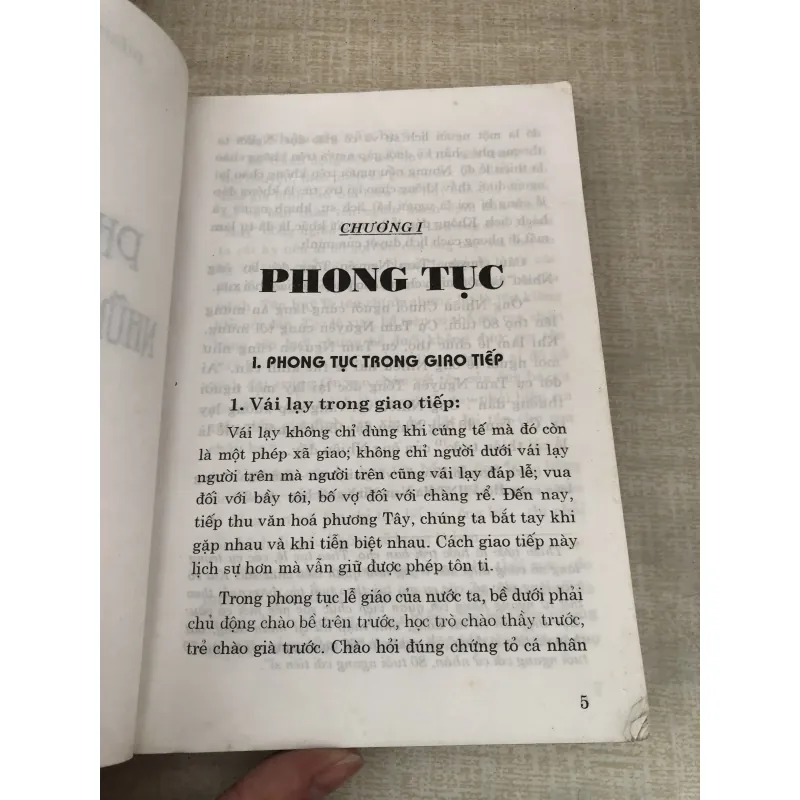 CHƯƠNG I
PHONG TỤC
I. PHONG TỤC TRONG GIAO TIẾP
1. Vái lạy trong giao tiếp:
Vái lạy không chỉ dùng khi cúng tế mà đó còn
là một phép xã giao; không chỉ người dưới vái lạy
người trên mà người trên cũng vái lạy đáp lễ; vua
đối với bầy tôi, bố vợ đối với chàng rể. Đến nay,
tiếp thu văn hoá phương Tây, chúng ta bắt tay khi
gặp nhau và khi tiễn biệt nhau. Cách giao tiếp này
lịch sự hơn mà vẫn giữ được phép tôn ti.
Trong phong tục lễ giáo của nước ta, bề dưới phải
chủ động chào bề trên trước, học trò chào thầy trước,
trẻ chào già trước. Chào hỏi đúng chứng tỏ cá nhân
5